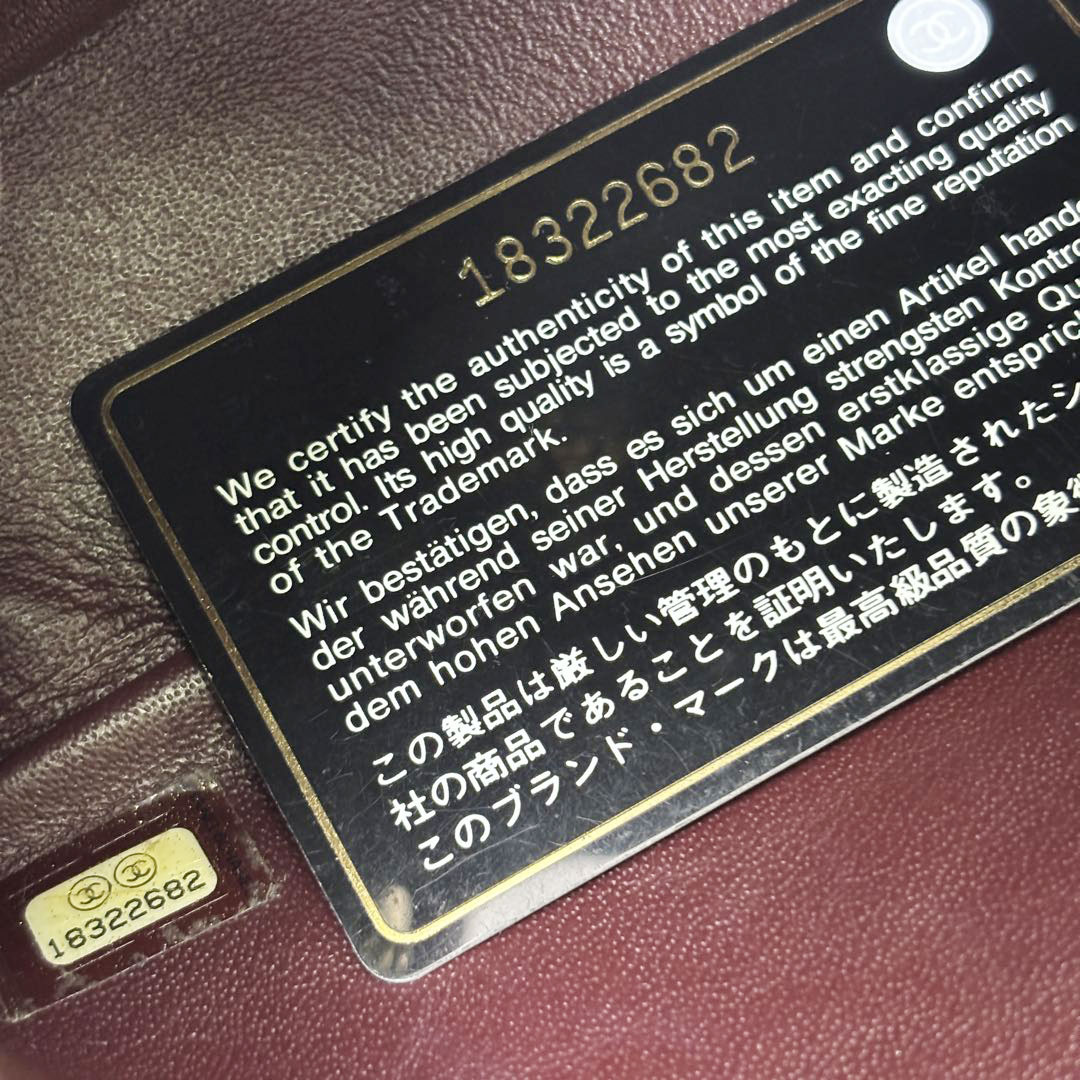 18322682
We certify the authenticity of this item and confirm
that it has been subjected to the most exacting quality
control. Its high quality is a symbol of the fine reputation
of the Trademark.
Wir bestätigen, dass es sich um einen Artikel
der während seiner Herstellung strengsten
unterworfen war, und dessen erstklassige
dem hohen Ansehen unserer Marke
この製品は厳しい管理のもとに製造されたシ
社の商品であることを証明いたします。
このブランド・マークは最高級品質の象
18322682